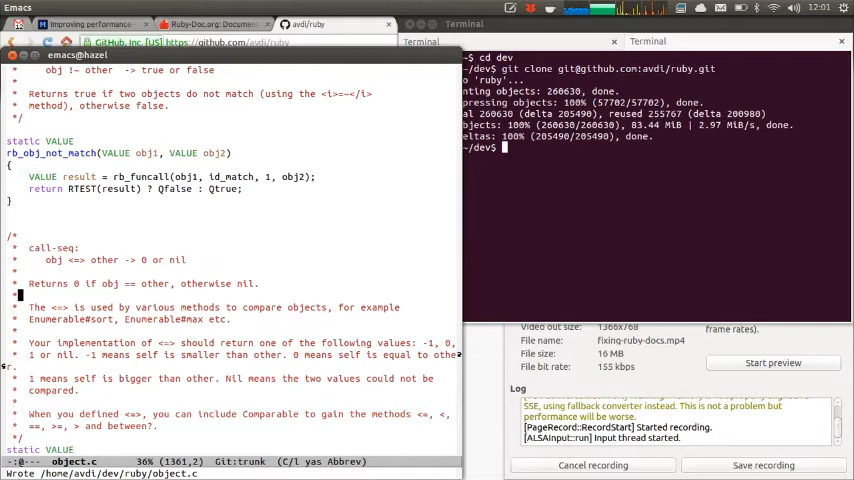 Emacs
12:01
Improving performance
Ruby-Doc.org: Document
avdi/ruby
GitHub, Inc. [US] https://github.com/avdi/ruby
emacs@hazel
*      obj !~ other  -> true or false
*
*  Returns true if two objects do not match (using the <i>=~</i>
*  method), otherwise false.
*/
static VALUE
rb_obj_not_match(VALUE obj1, VALUE obj2)
{
VALUE result = rb_funcall(obj1, id_match, 1, obj2);
return RTEST(result) ? Qfalse : Qtrue;
}
/*
*  call-seq:
*     obj <=> other -> 0 or nil
*
*  Returns 0 if obj == other, otherwise nil.
*
*  The <=> is used by various methods to compare objects, for example
*  Enumerable#sort, Enumerable#max etc.
*
*  Your implementation of <=> should return one of the following values: -1, 0,
*  1 or nil. -1 means self is smaller than other. 0 means self is equal to othe
r.
*  1 means self is bigger than other. Nil means the two values could not be
*  compared.
*
*  When you defined <=>, you can include Comparable to gain the methods <=, <,
*  ==, >=, > and between?.
*/
static VALUE
-:@---  object.c       36% (1361,2)   Git:trunk  (C/l yas Abbrev)
Wrote /home/avdi/dev/ruby/object.c
Terminal
Terminal
Terminal
~$ cd dev
~/dev$ git clone git@github.com:avdi/ruby.git
o 'ruby'...
nting objects: 260630, done.
pressing objects: 100% (57702/57702), done.
al 260630 (delta 205490), reused 255767 (delta 200980)
bjects: 100% (260630/260630), 83.44 MiB | 2.97 MiB/s, done.
eltas: 100% (205490/205490), done.
~/dev$
Video out size: 1366x768
File name: fixing-ruby-docs.mp4
File size: 16 MB
File bit rate: 155 kbps
frame rates).
Start preview
Log
SSE, using fallback converter instead. This is not a problem but
performance will be worse.
[PageRecord::RecordStart] Started recording.
[ALSAInput::run] Input thread started.
Cancel recording
Save recording